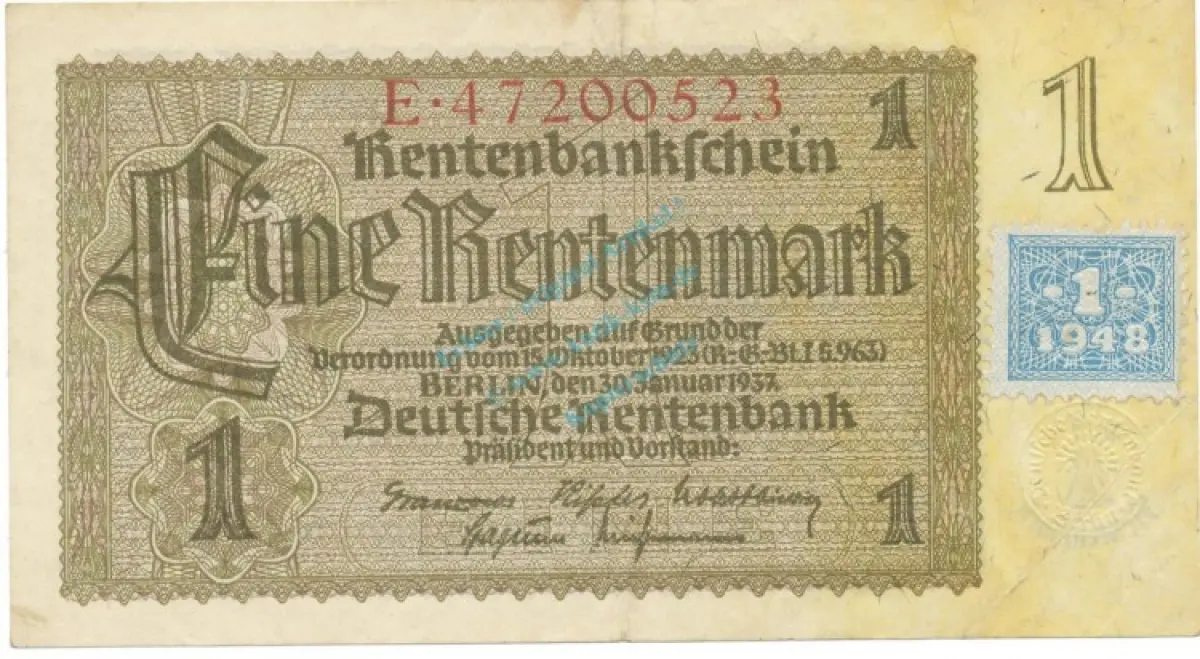 E·47200523
1
1
Rentenbankschein
Eine Rentenmark
Ausgegeben auf Grund der
Verordnung vom 15. Oktober 1923 (R.-G.-Bl. I S. 963)
BERLIN, den 30. Januar 1937.
Deutsche Rentenbank
Präsident und Vorstand:
1
1
-1-
1948